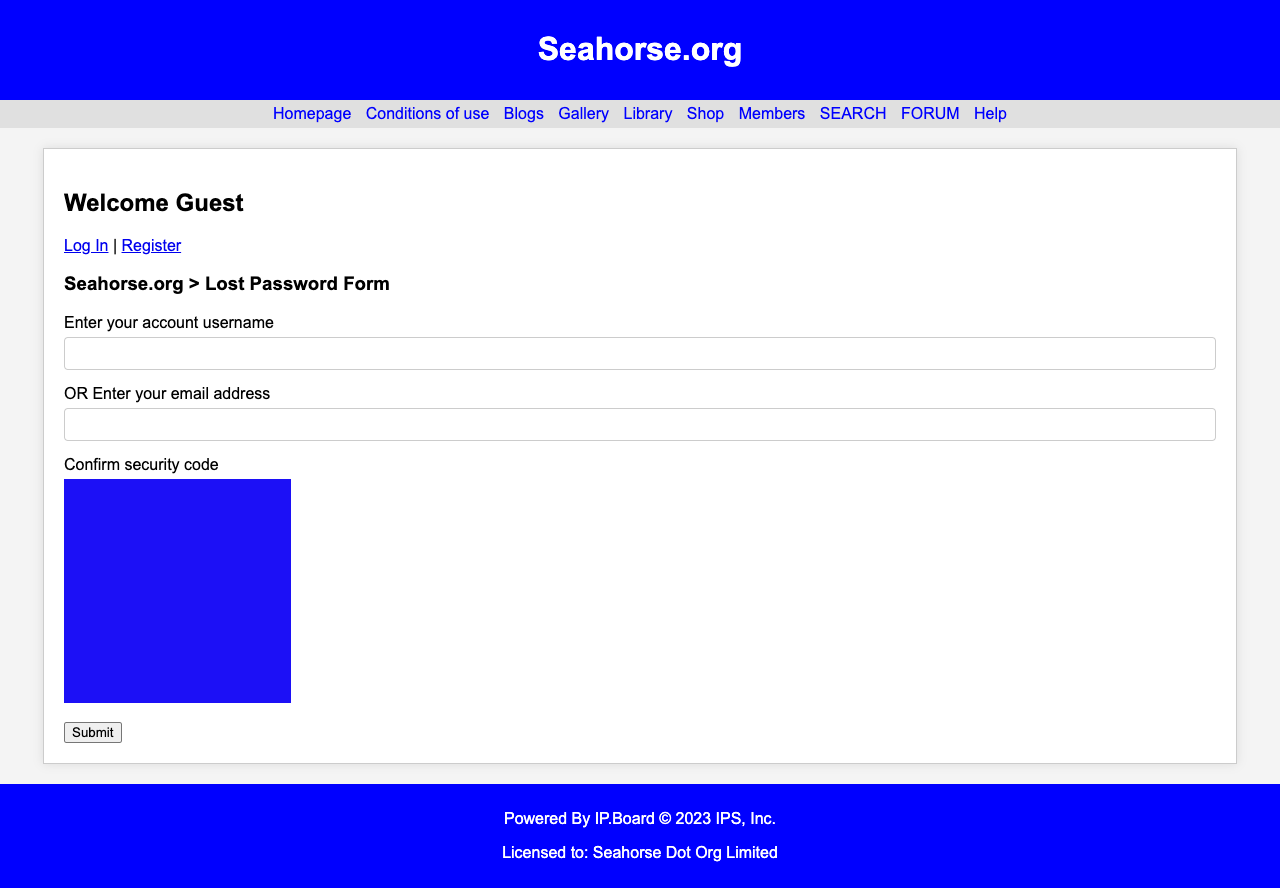 Seahorse.org
Homepage Conditions of use Blogs Gallery Library Shop Members SEARCH FORUM Help
Welcome Guest
Log In | Register
Seahorse.org > Lost Password Form
Enter your account username
OR Enter your email address
Confirm security code
Submit
Powered By IP.Board © 2023 IPS, Inc.
Licensed to: Seahorse Dot Org Limited